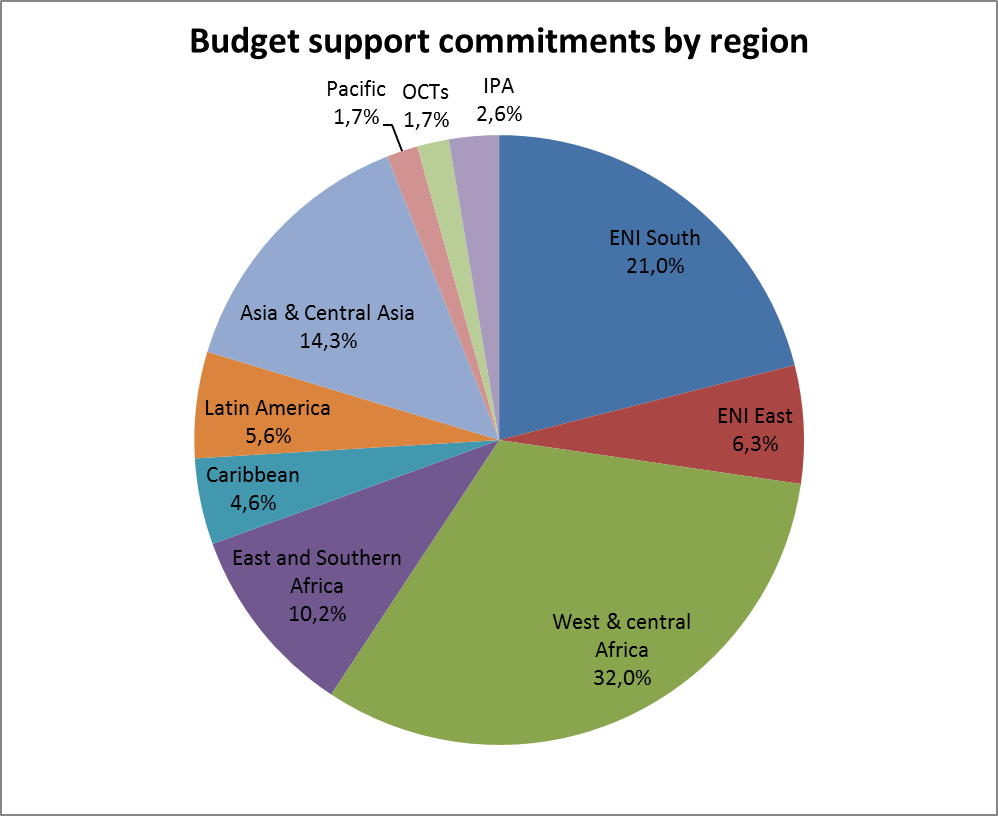 Budget support commitments by region
Pacific
1,7%
OCTs
1,7%
IPA
2,6%
ENI South
21,0%
ENI East
6,3%
West & central
Africa
32,0%
East and Southern
Africa
10,2%
Caribbean
4,6%
Latin America
5,6%
Asia & Central Asia
14,3%